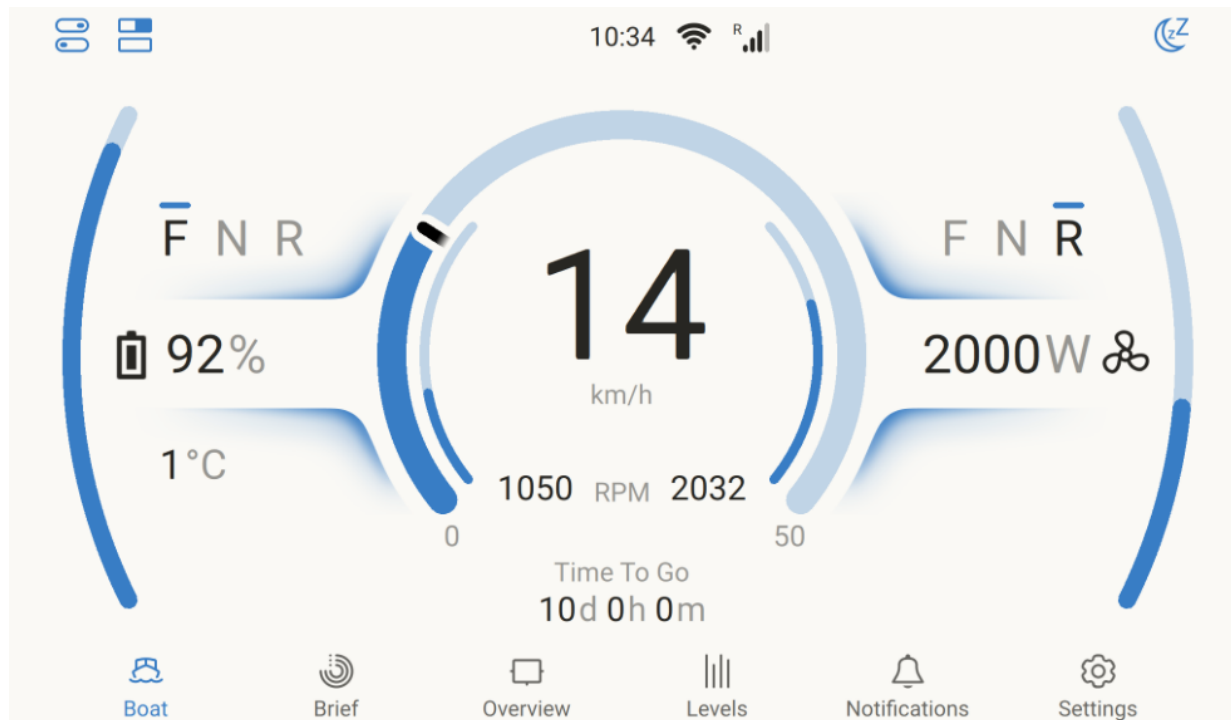 10:34 R
zZ
F N R
F N R
14
km/h
92%
2000W
1°C
1050 RPM 2032
0
50
Time To Go
10d 0h 0m
Boat
Brief
Overview
Levels
Notifications
Settings